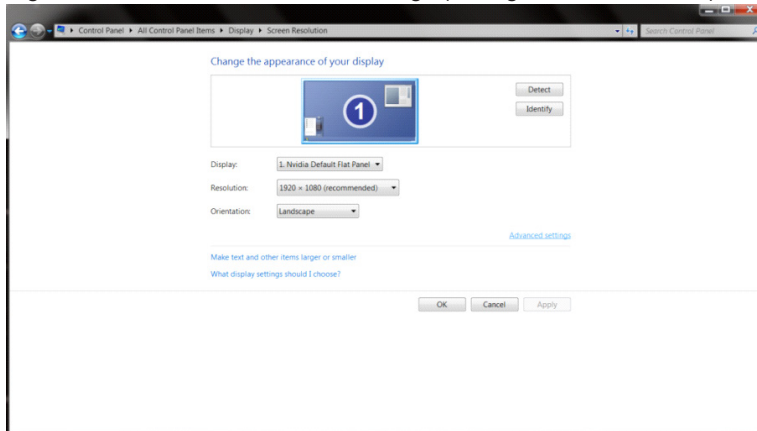 Control Panel ▸ All Control Panel Items ▸ Display ▸ Screen Resolution
Search Control Panel
Change the appearance of your display
1
Detect
Identify
Display: 1. Nvidia Default Flat Panel
Resolution: 1920 × 1080 (recommended)
Orientation: Landscape
Advanced settings
Make text and other items larger or smaller
What display settings should I choose?
OK Cancel Apply